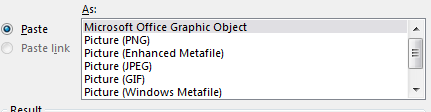 As:
Paste
Paste link
Microsoft Office Graphic Object
Picture (PNG)
Picture (Enhanced Metafile)
Picture (JPEG)
Picture (GIF)
Picture (Windows Metafile)
Result